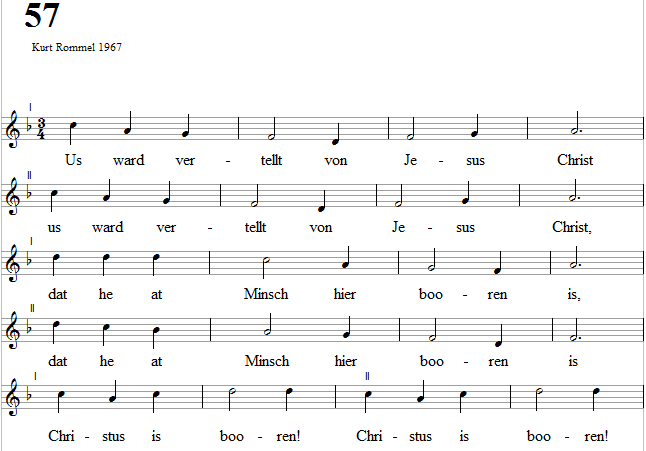 57
Kurt Rommel 1967
I
3
4
Us ward ver - tellt von Je - sus Christ
II
us ward ver - tellt von Je - sus Christ,
I
dat he at Minsch hier boo - ren is,
II
dat he at Minsch hier boo - ren is
I II
Chri - stus is boo - ren! Chri - stus is boo - ren!